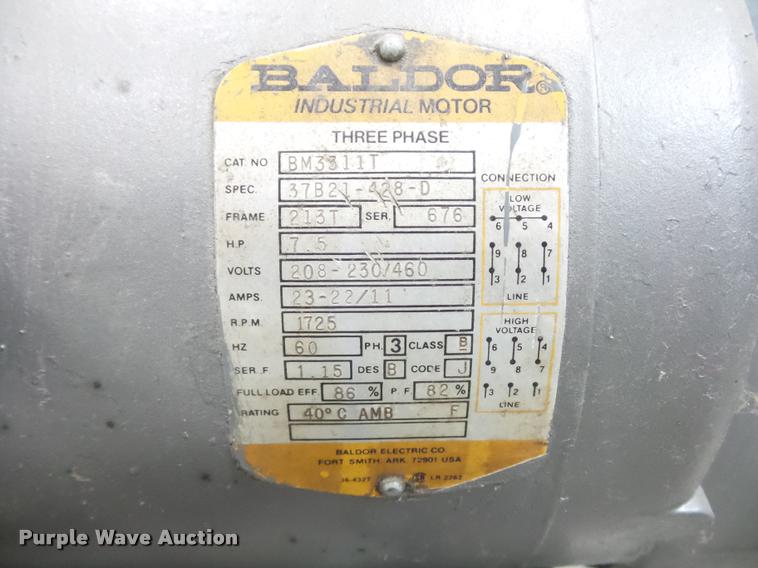 BALDOR®
INDUSTRIAL MOTOR
THREE PHASE
CAT. NO BM3311T
SPEC. 37B21-428-D
FRAME 213T SER. 676
H.P. 7.5
VOLTS 208-230/460
AMPS. 23-22/11
R.P.M. 1725
HZ 60 PH. 3 CLASS B
SER. F. 1.15 DES B CODE J
FULL LOAD EFF 86 % P F 82 %
RATING 40°C AMB F
CONNECTION
LOW
VOLTAGE
6 5 4
9 8 7
3 2 1
LINE
HIGH
VOLTAGE
6 5 4
9 8 7
3 2 1
LINE
BALDOR ELECTRIC CO.
FORT SMITH, ARK. 72901 USA
LR 2262
Purple Wave Auction